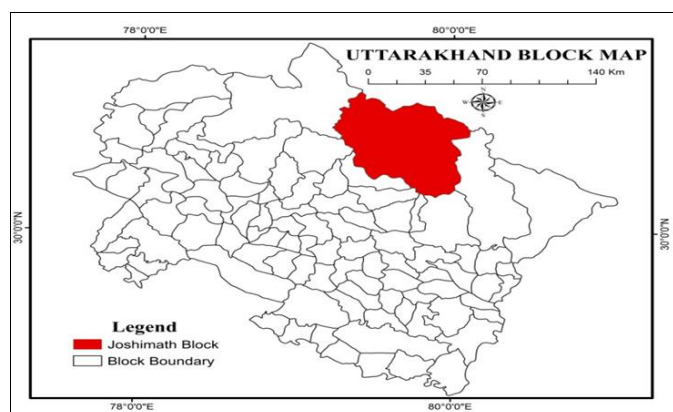 78°0'0"E 80°0'0"E
UTTARAKHAND BLOCK MAP
0 35 70 140 Km
N
W E
S
30°0'0"N 30°0'0"N
Legend
Joshimath Block
Block Boundary
78°0'0"E 80°0'0"E